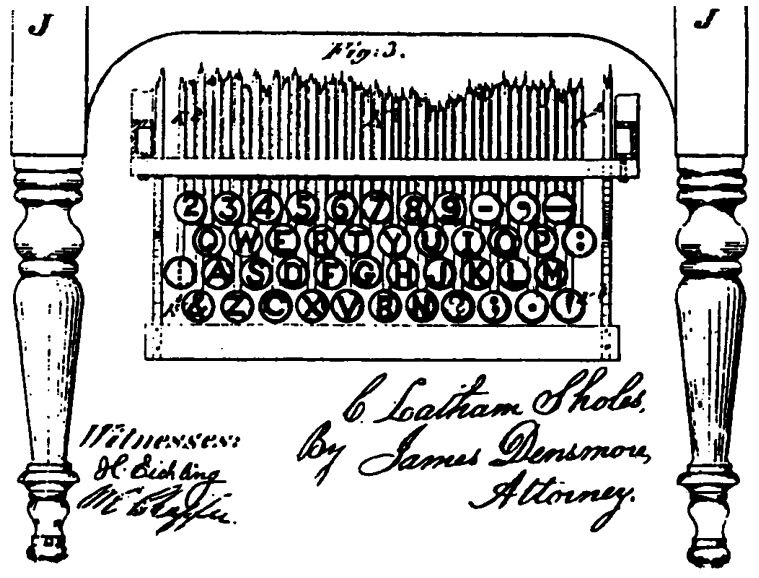 J J
Fig: 3.
2 3 4 5 6 7 8 9 - , —
Q W E R T Y U I O P :
¦ A S D F G H J K L M
& Z C X V B N ? ; . !
C. Latham Sholes,
By James Densmore,
Attorney.
Witnesses: